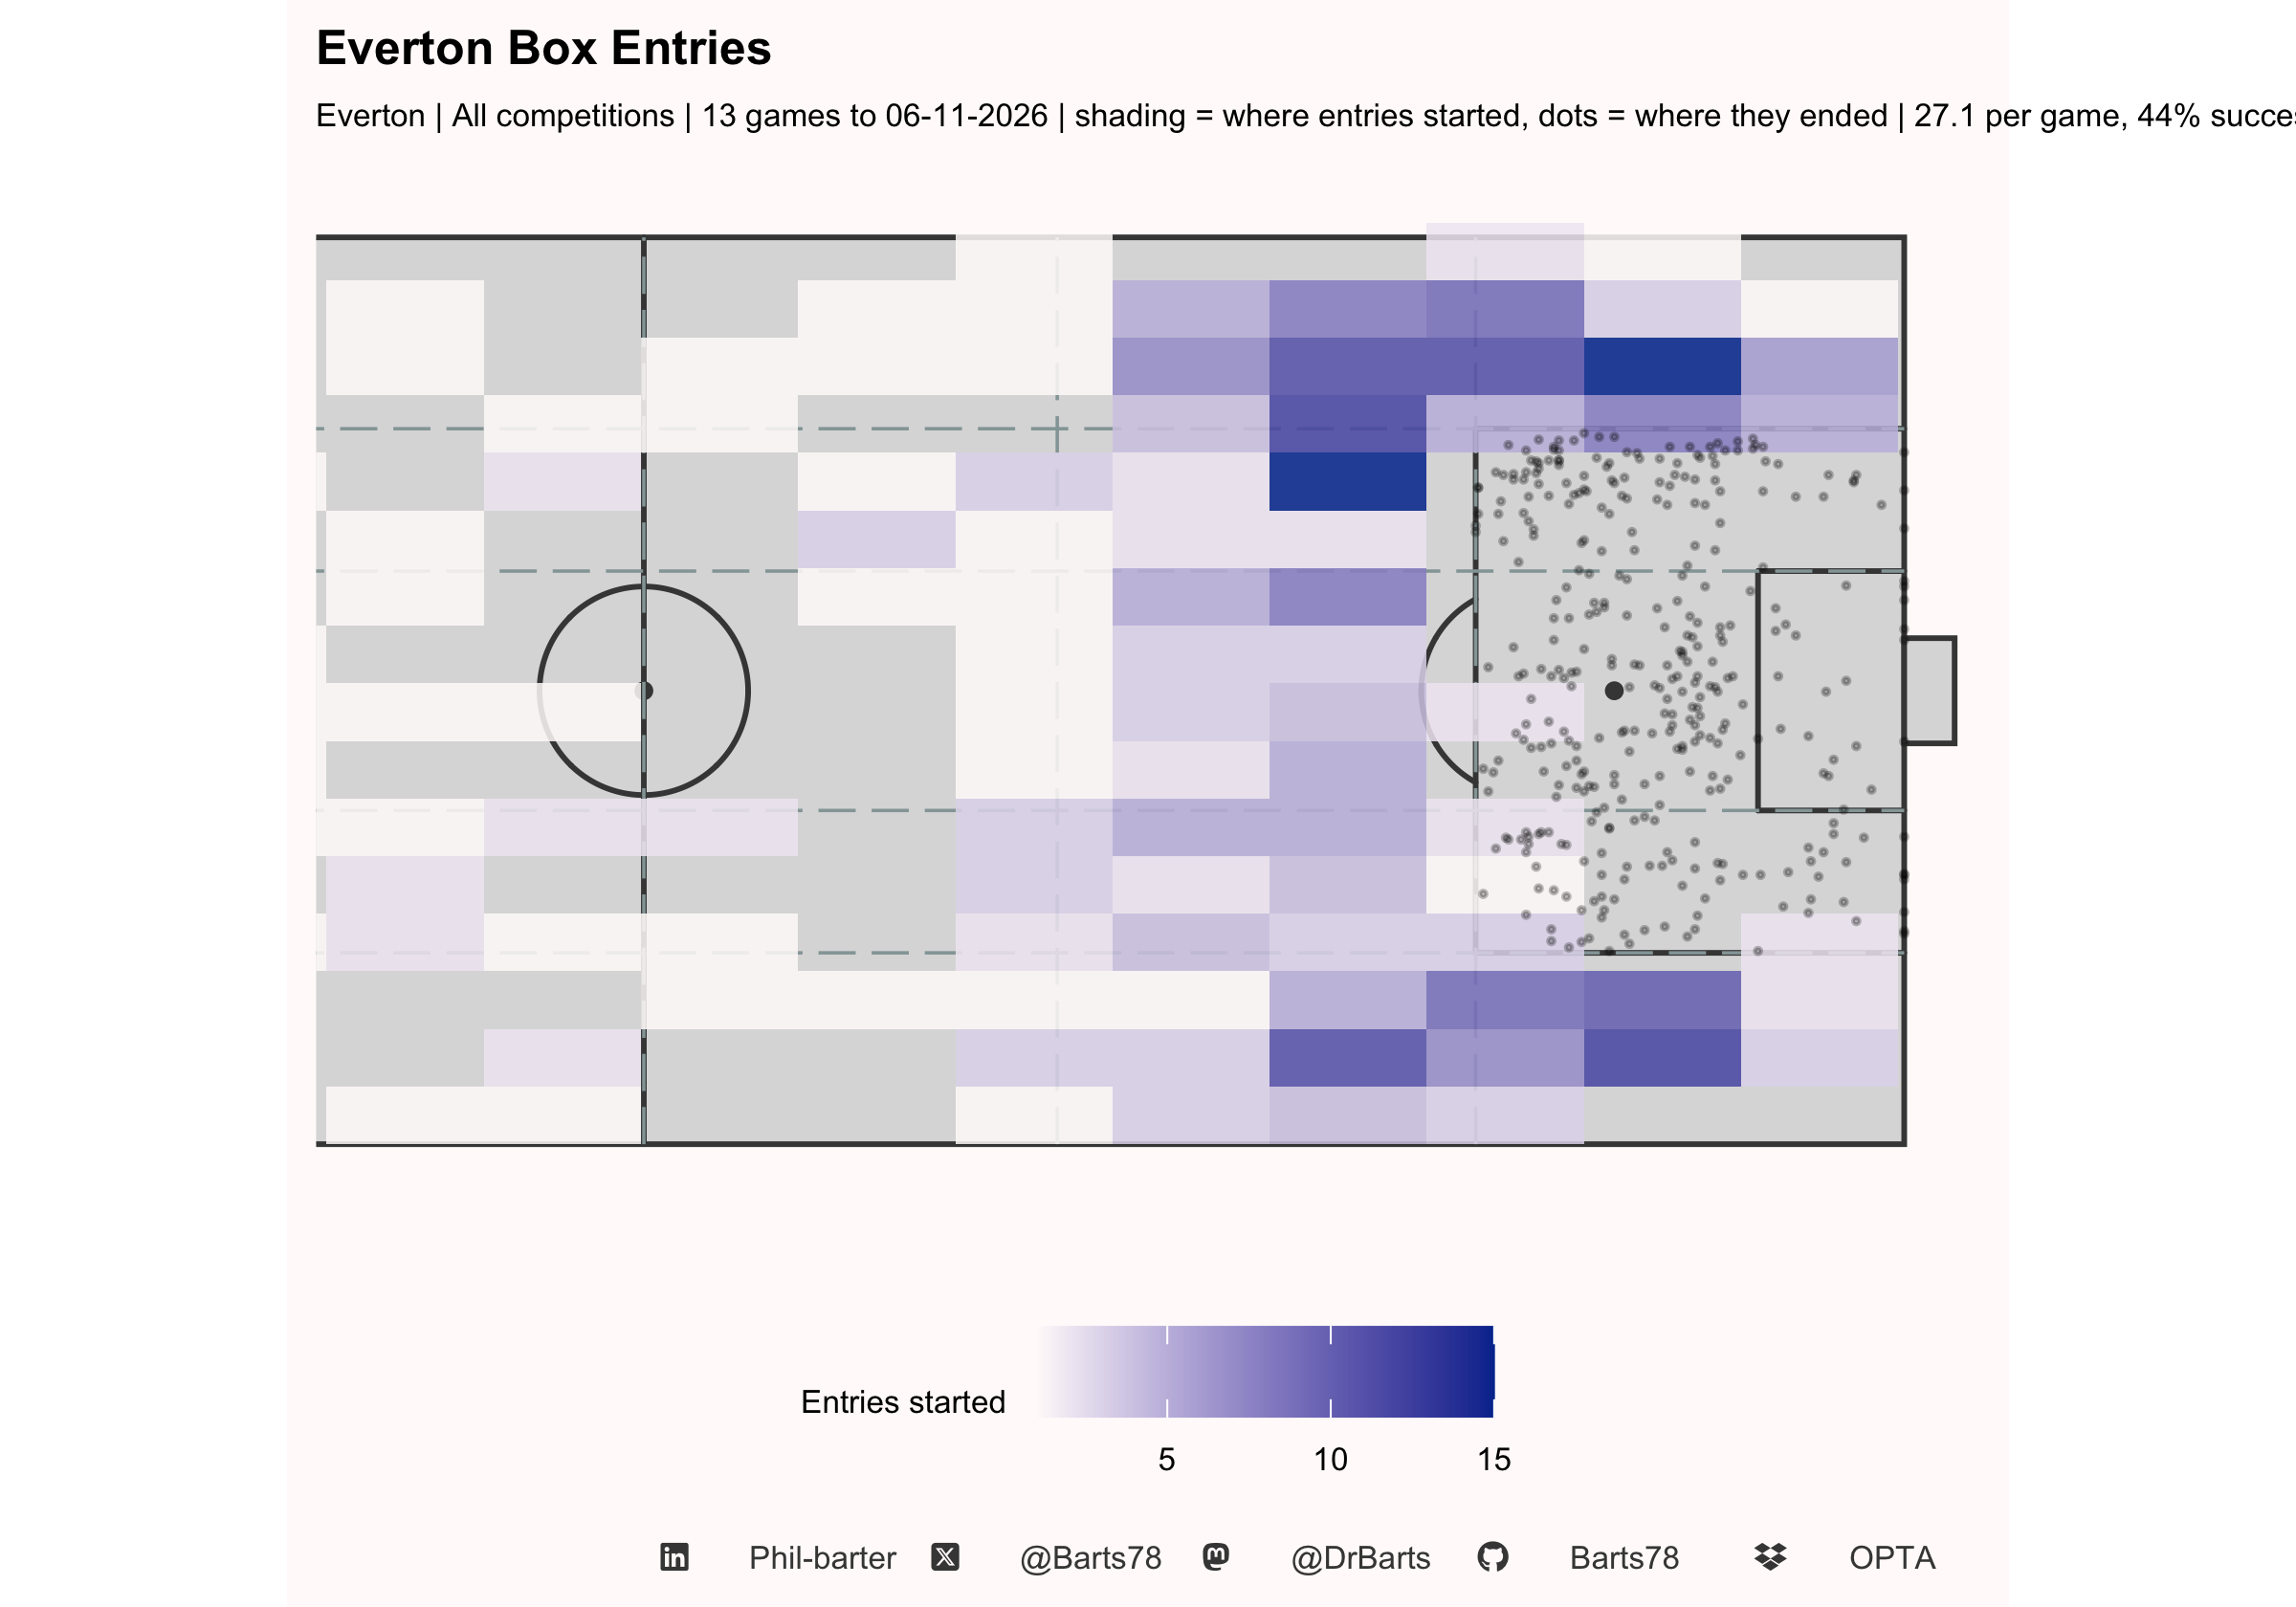 Everton Box Entries
Everton | All competitions | 13 games to 06-11-2026 | shading = where entries started, dots = where they ended | 27.1 per game, 44%
Entries started
5 10 15
Phil-barter @Barts78 @DrBarts Barts78 OPTA